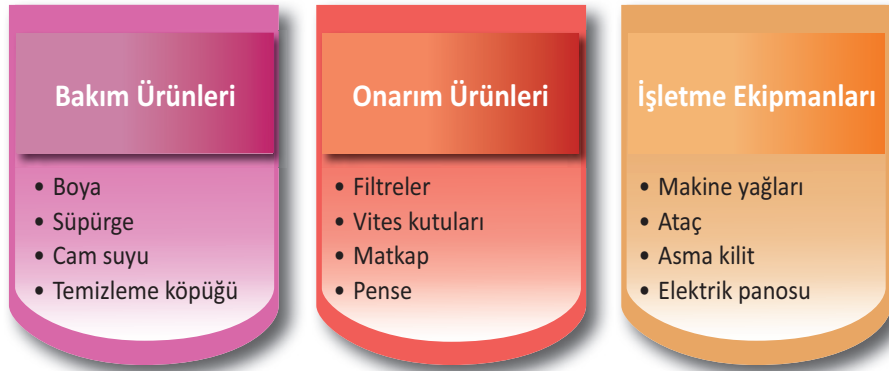 Bakım Ürünleri
• Boya
• Süpürge
• Cam suyu
• Temizleme köpüğü
Onarım Ürünleri
• Filtreler
• Vites kutuları
• Matkap
• Pense
İşletme Ekipmanları
• Makine yağları
• Ataç
• Asma kilit
• Elektrik panosu